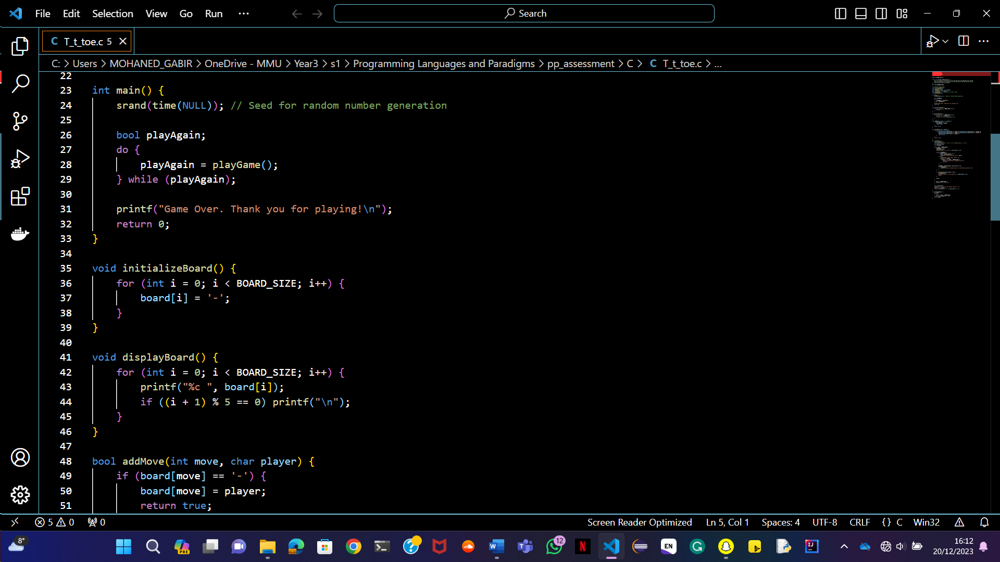 File Edit Selection View Go Run ··· Search
C T_t_toe.c 5
C: > Users > MOHANED_GABIR > OneDrive - MMU > Year3 > s1 > Programming Languages and Paradigms > pp_assessment > C > C T_t_toe.c > ...
22
23 int main() {
24 srand(time(NULL)); // Seed for random number generation
25
26 bool playAgain;
27 do {
28 playAgain = playGame();
29 } while (playAgain);
30
31 printf("Game Over. Thank you for playing!\n");
32 return 0;
33 }
34
35 void initializeBoard() {
36 for (int i = 0; i < BOARD_SIZE; i++) {
37 board[i] = '-';
38 }
39 }
40
41 void displayBoard() {
42 for (int i = 0; i < BOARD_SIZE; i++) {
43 printf("%c ", board[i]);
44 if ((i + 1) % 5 == 0) printf("\n");
45 }
46 }
47
48 bool addMove(int move, char player) {
49 if (board[move] == '-') {
50 board[move] = player;
51 return true;
5 0 0 Screen Reader Optimized Ln 5, Col 1 Spaces: 4 UTF-8 CRLF {} C Win32
8° PRE 12 EN 16:12
20/12/2023